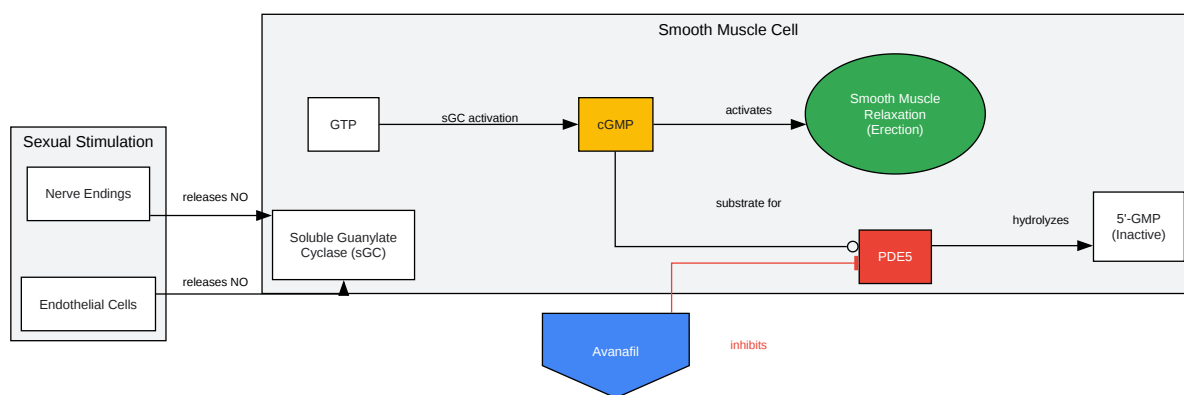 Smooth Muscle Cell
Sexual Stimulation
Nerve Endings
releases NO
Endothelial Cells
releases NO
GTP
sGC activation
cGMP
activates
Smooth Muscle
Relaxation
(Erection)
Soluble Guanylate
Cyclase (sGC)
substrate for
PDE5
hydrolyzes
5'-GMP
(Inactive)
Avanafil
inhibits